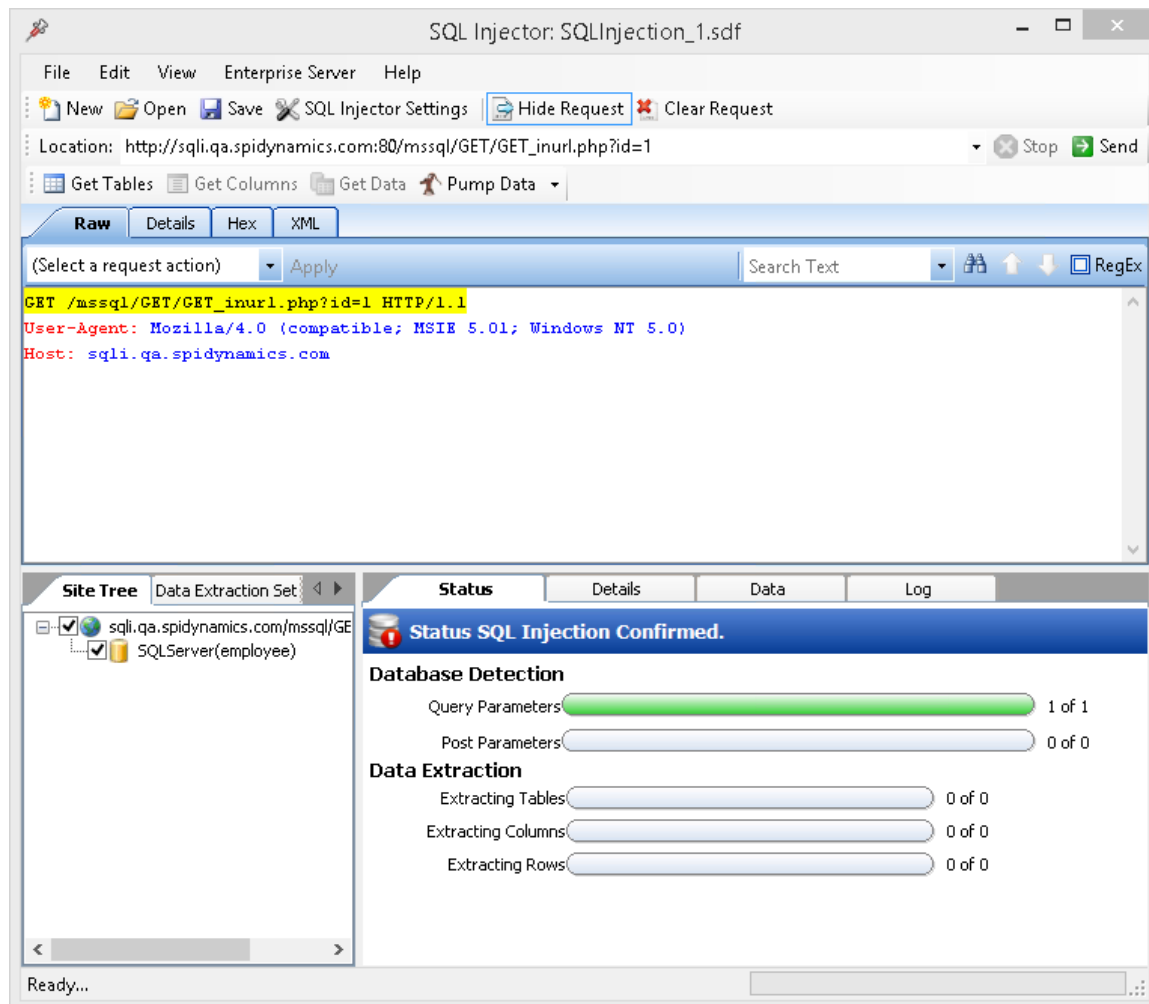 SQL Injector: SQLInjection_1.sdf
File Edit View Enterprise Server Help
New Open Save SQL Injector Settings Hide Request Clear Request
Location: http://sqli.qa.spidynamics.com:80/mssql/GET/GET_inurl.php?id=1 Stop Send
Get Tables Get Columns Get Data Pump Data
Raw Details Hex XML
(Select a request action) Apply Search Text RegEx
GET /mssql/GET/GET_inurl.php?id=1 HTTP/1.1
User-Agent: Mozilla/4.0 (compatible; MSIE 5.01; Windows NT 5.0)
Host: sqli.qa.spidynamics.com
Site Tree Data Extraction Set
sqli.qa.spidynamics.com/mssql/GE
SQLServer(employee)
Status Details Data Log
Status SQL Injection Confirmed.
Database Detection
Query Parameters 1 of 1
Post Parameters 0 of 0
Data Extraction
Extracting Tables 0 of 0
Extracting Columns 0 of 0
Extracting Rows 0 of 0
Ready...